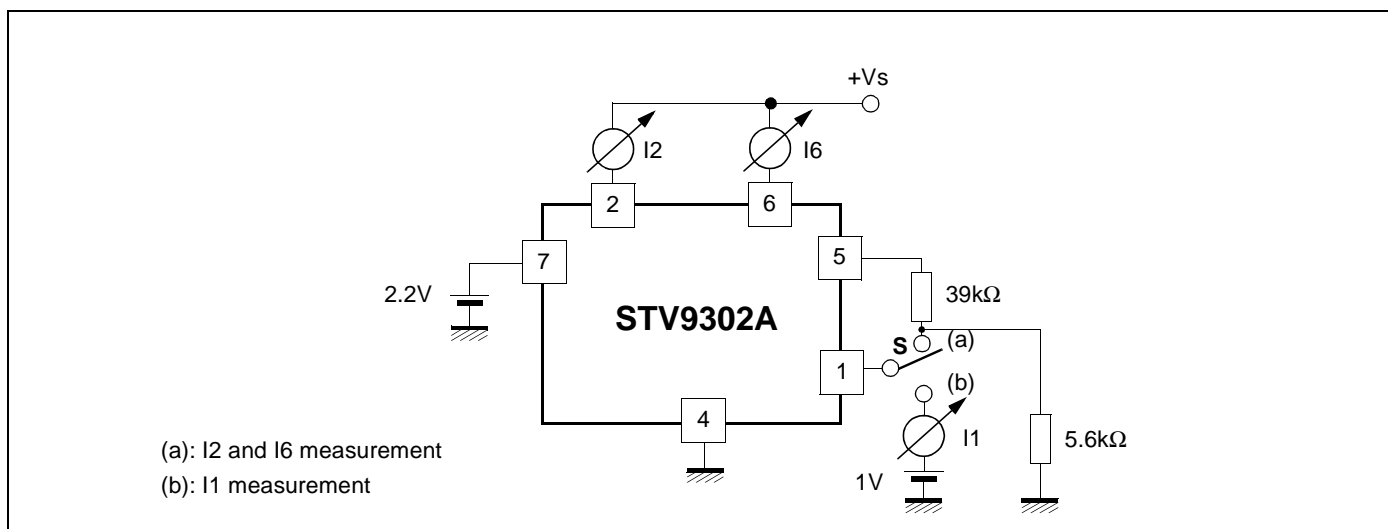 +Vs
I2
I6
2
6
7
5
2.2V
39kΩ
STV9302A
S
(a)
1
(b)
4
I1
5.6kΩ
(a): I2 and I6 measurement
1V
(b): I1 measurement